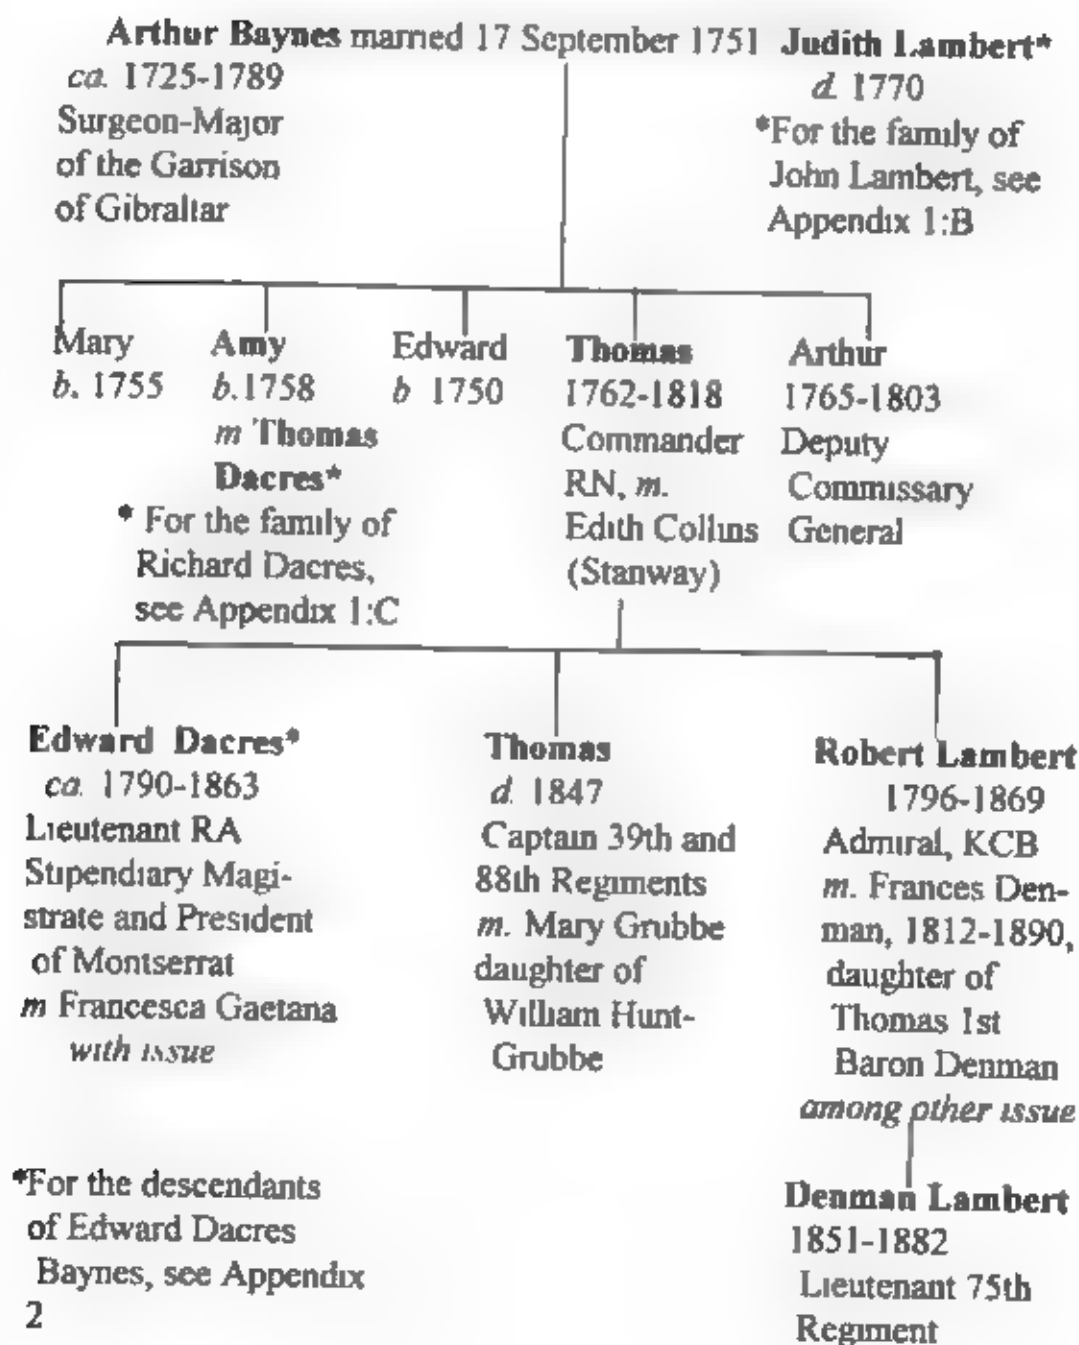 Arthur Baynes married 17 September 1751 Judith Lambert*
ca. 1725-1789
Surgeon-Major
of the Garrison
of Gibraltar
d. 1770
*For the family of
John Lambert, see
Appendix 1:B
Mary
b. 1755
Amy
b.1758
m Thomas
Dacres*
* For the family of
Richard Dacres,
see Appendix 1:C
Edward
b 1750
Thomas
1762-1818
Commander
RN, m.
Edith Collins
(Stanway)
Arthur
1765-1803
Deputy
Commissary
General
Edward Dacres*
ca. 1790-1863
Lieutenant RA
Stipendiary Magi-
strate and President
of Montserrat
m Francesca Gaetana
with issue
Thomas
d. 1847
Captain 39th and
88th Regiments
m. Mary Grubbe
daughter of
William Hunt-
Grubbe
Robert Lambert
1796-1869
Admiral, KCB
m. Frances Den-
man, 1812-1890,
daughter of
Thomas 1st
Baron Denman
among other issue
Denman Lambert
1851-1882
Lieutenant 75th
Regiment
*For the descendants
of Edward Dacres
Baynes, see Appendix
2